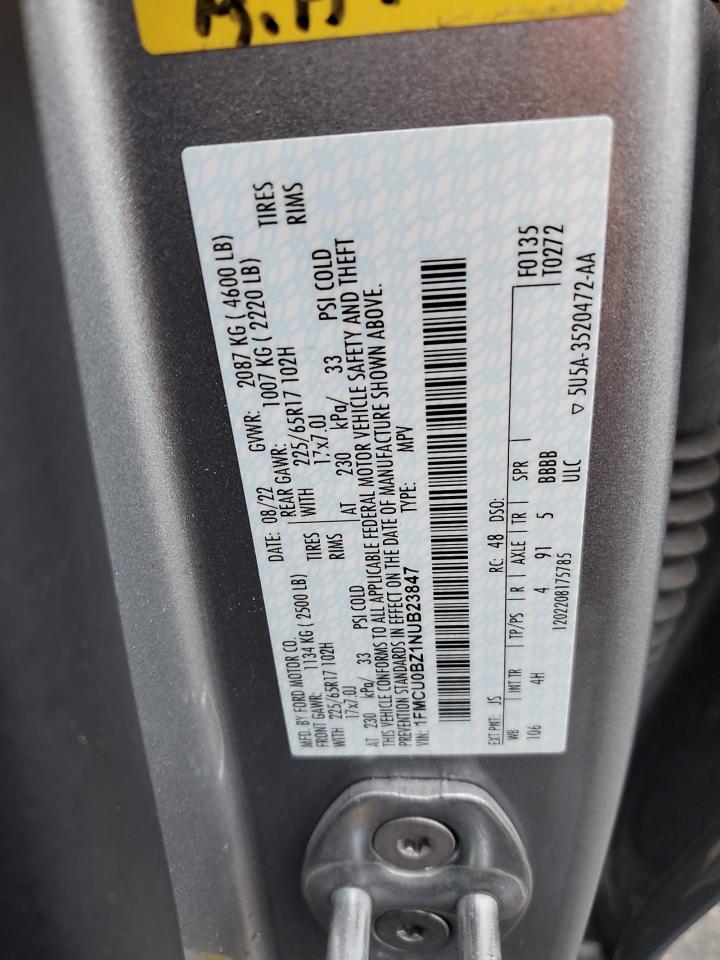 MFD. BY FORD MOTOR CO. DATE: 08/22 GVWR: 2087 KG ( 4600 LB)
FRONT GAWR: 1134 KG ( 2500 LB) REAR GAWR: 1007 KG ( 2220 LB)
WITH 225/65R17 102H TIRES WITH 225/65R17 102H TIRES
17x7.0J RIMS 17x7.0J RIMS
AT 230 kPa/ 33 PSI COLD AT 230 kPa/ 33 PSI COLD
THIS VEHICLE CONFORMS TO ALL APPLICABLE FEDERAL MOTOR VEHICLE SAFETY AND THEFT
PREVENTION STANDARDS IN EFFECT ON THE DATE OF MANUFACTURE SHOWN ABOVE.
VIN: 1FMCU0BZ1NUB23847 TYPE: MPV
EXT PNT: JS RC: 48 DSO: F0135
T0272
WB INT TR TP/PS R AXLE TR SPR
106 4H 4 91 5 BBBB
1202208175785 ULC ▽ 5U5A-3520472-AA